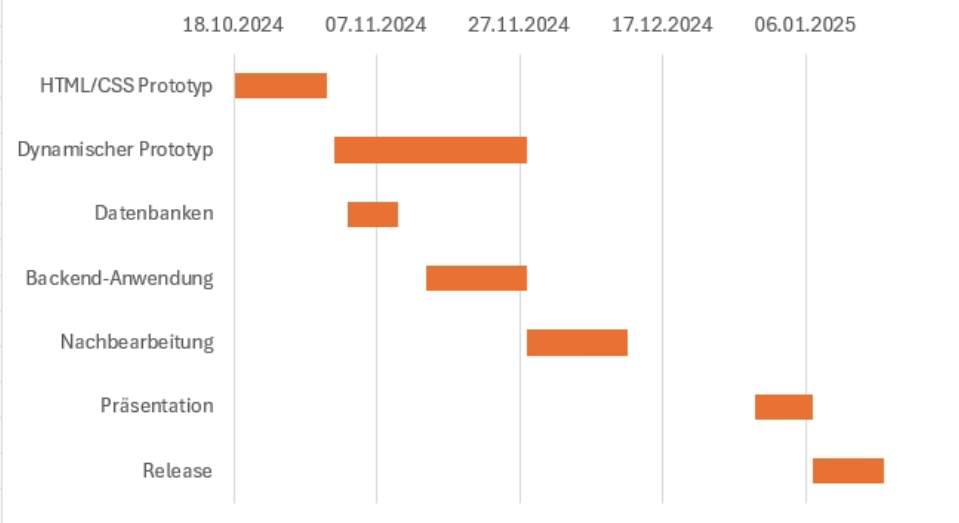 18.10.2024 07.11.2024 27.11.2024 17.12.2024 06.01.2025
HTML/CSS Prototyp
Dynamischer Prototyp
Datenbanken
Backend-Anwendung
Nachbearbeitung
Präsentation
Release